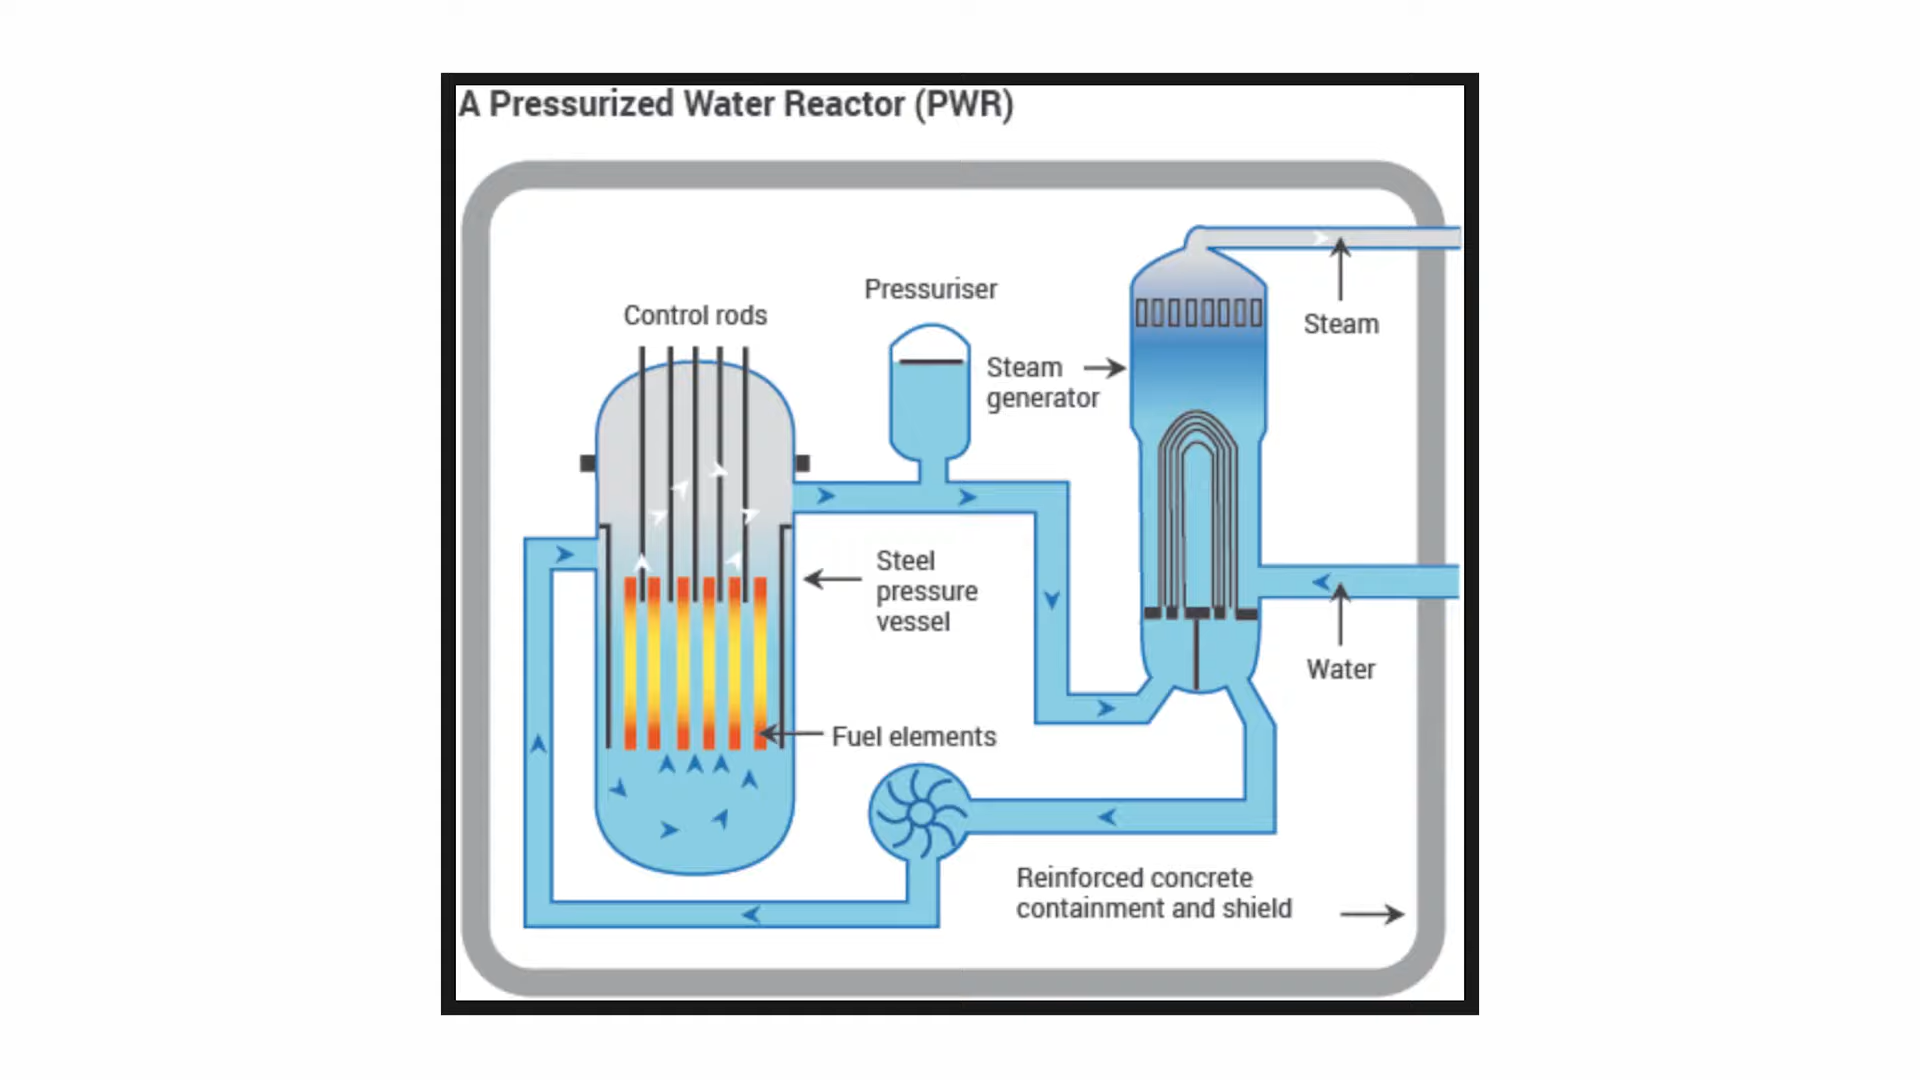 A Pressurized Water Reactor (PWR)
Control rods
Pressuriser
Steam
generator
Steam
Steel
pressure
vessel
Water
Fuel elements
Reinforced concrete
containment and shield